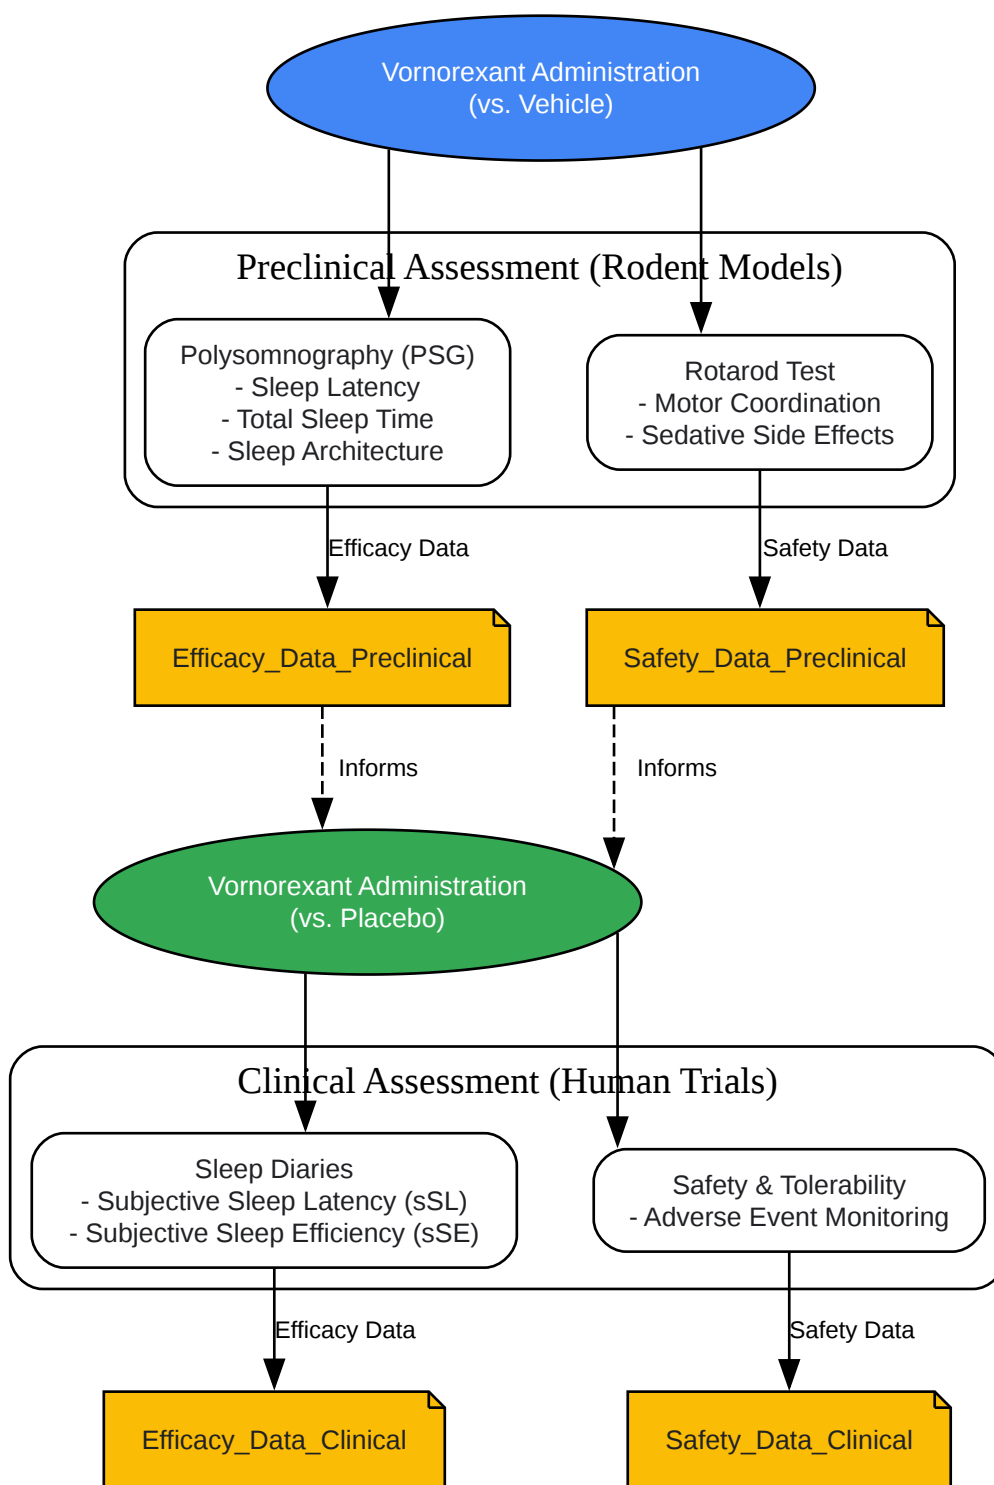 Vornorexant Administration
(vs. Vehicle)
Preclinical Assessment (Rodent Models)
Polysomnography (PSG)
- Sleep Latency
- Total Sleep Time
- Sleep Architecture
Rotarod Test
- Motor Coordination
- Sedative Side Effects
Efficacy Data
Safety Data
Efficacy_Data_Preclinical
Safety_Data_Preclinical
Informs
Informs
Vornorexant Administration
(vs. Placebo)
Clinical Assessment (Human Trials)
Sleep Diaries
- Subjective Sleep Latency (sSL)
- Subjective Sleep Efficiency (sSE)
Safety & Tolerability
- Adverse Event Monitoring
Efficacy Data
Safety Data
Efficacy_Data_Clinical
Safety_Data_Clinical